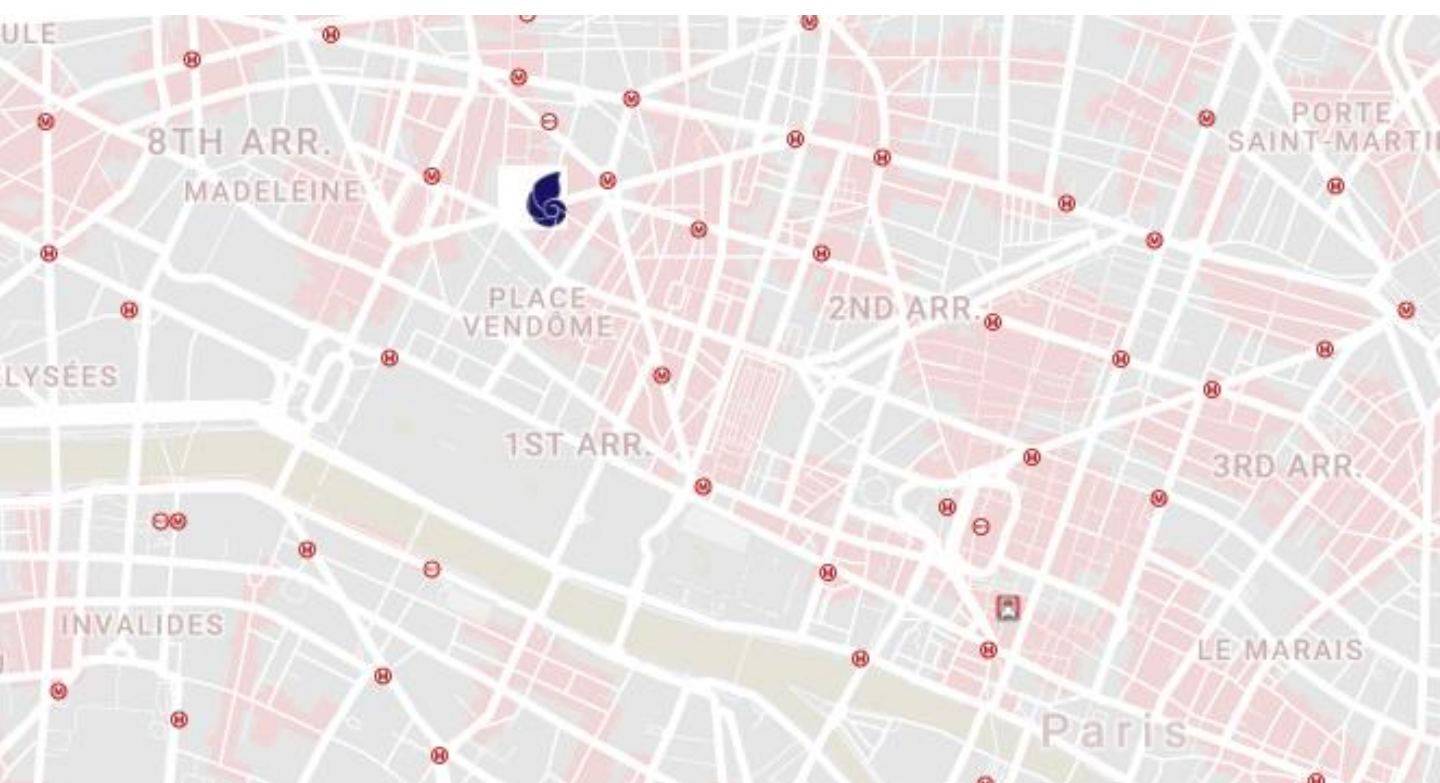 ULE
PORTE
SAINT-MARTI
8TH ARR.
MADELEINE
PLACE
VENDÔME
2ND ARR.
LYSÉES
1ST ARR.
3RD ARR.
INVALIDES
LE MARAIS
Paris